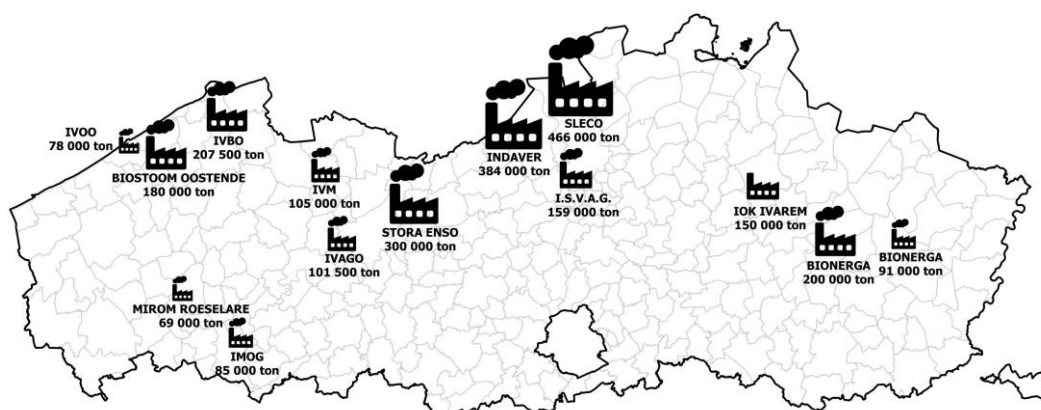 IVOO
78 000 ton
BIOSTOOM OOSTENDE
180 000 ton
IVBO
207 500 ton
IVM
105 000 ton
STORA ENSO
300 000 ton
IVAGO
101 500 ton
MIROM ROESELARE
69 000 ton
IMOG
85 000 ton
INDAVER
384 000 ton
SLECO
466 000 ton
I.S.V.A.G.
159 000 ton
IOK IVAREM
150 000 ton
BIONERGA
200 000 ton
BIONERGA
91 000 ton